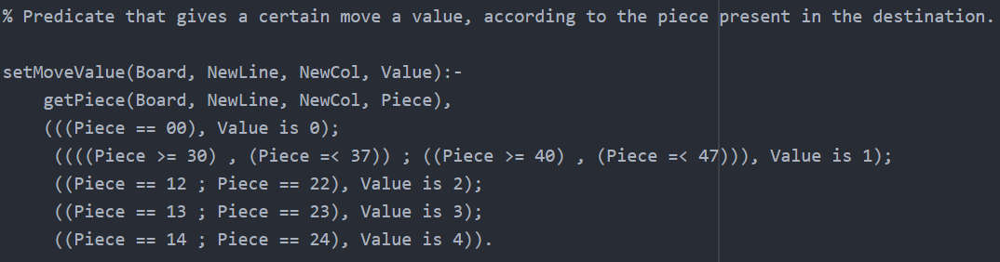 % Predicate that gives a certain move a value, according to the piece present in the destination.
setMoveValue(Board, NewLine, NewCol, Value):-
getPiece(Board, NewLine, NewCol, Piece),
(((Piece == 00), Value is 0);
((((Piece >= 30) , (Piece =< 37)) ; ((Piece >= 40) , (Piece =< 47))), Value is 1);
((Piece == 12 ; Piece == 22), Value is 2);
((Piece == 13 ; Piece == 23), Value is 3);
((Piece == 14 ; Piece == 24), Value is 4)).